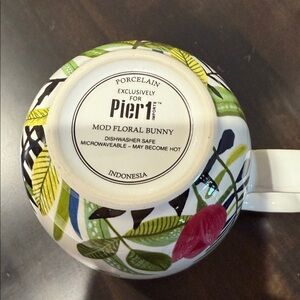 PORCELAIN
EXCLUSIVELY
FOR
Pier1
MOD FLORAL BUNNY
DISHWASHER SAFE
MICROWAVEABLE - MAY BECOME HOT
INDONESIA